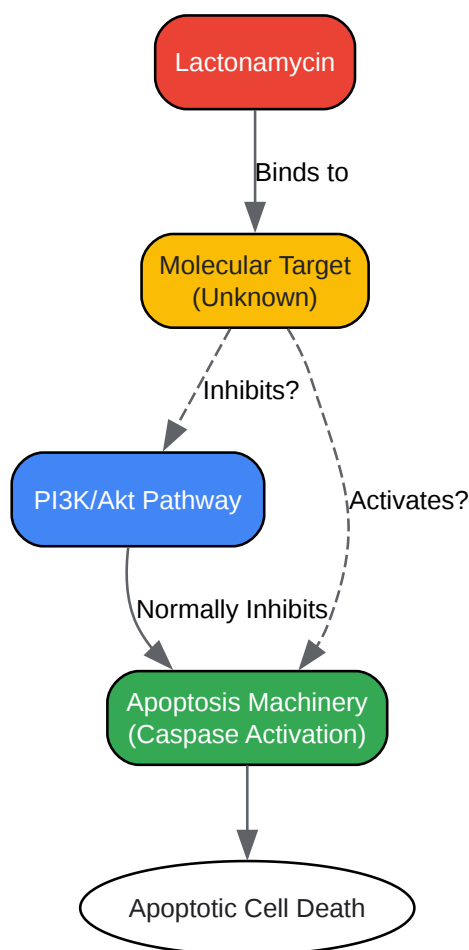 Lactonamycin
Binds to
Molecular Target
(Unknown)
Inhibits?
PI3K/Akt Pathway
Activates?
Normally Inhibits
Apoptosis Machinery
(Caspase Activation)
Apoptotic Cell Death